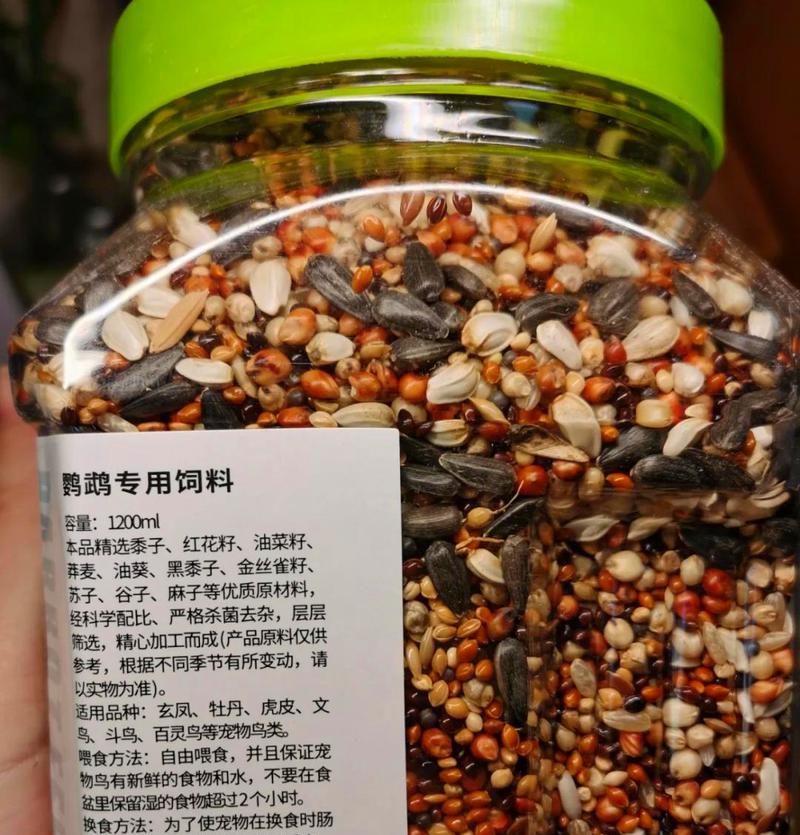 鹦鹉专用饲料
容量：1200ml
本品精选黍子、红花籽、油菜籽、
荞麦、油葵、黑黍子、金丝雀籽、
苏子、谷子、麻子等优质原材料，
经科学配比、严格杀菌去杂，层层
筛选，精心加工而成(产品原料仅供
参考，根据不同季节有所变动，请
以实物为准)。
适用品种：玄凤、牡丹、虎皮、文
鸟、斗鸟、百灵鸟等宠物鸟类。
喂食方法：自由喂食，并且保证宠
物鸟有新鲜的食物和水，不要在食
盆里保留湿的食物超过2个小时。
换食方法：为了使宠物在换食时肠